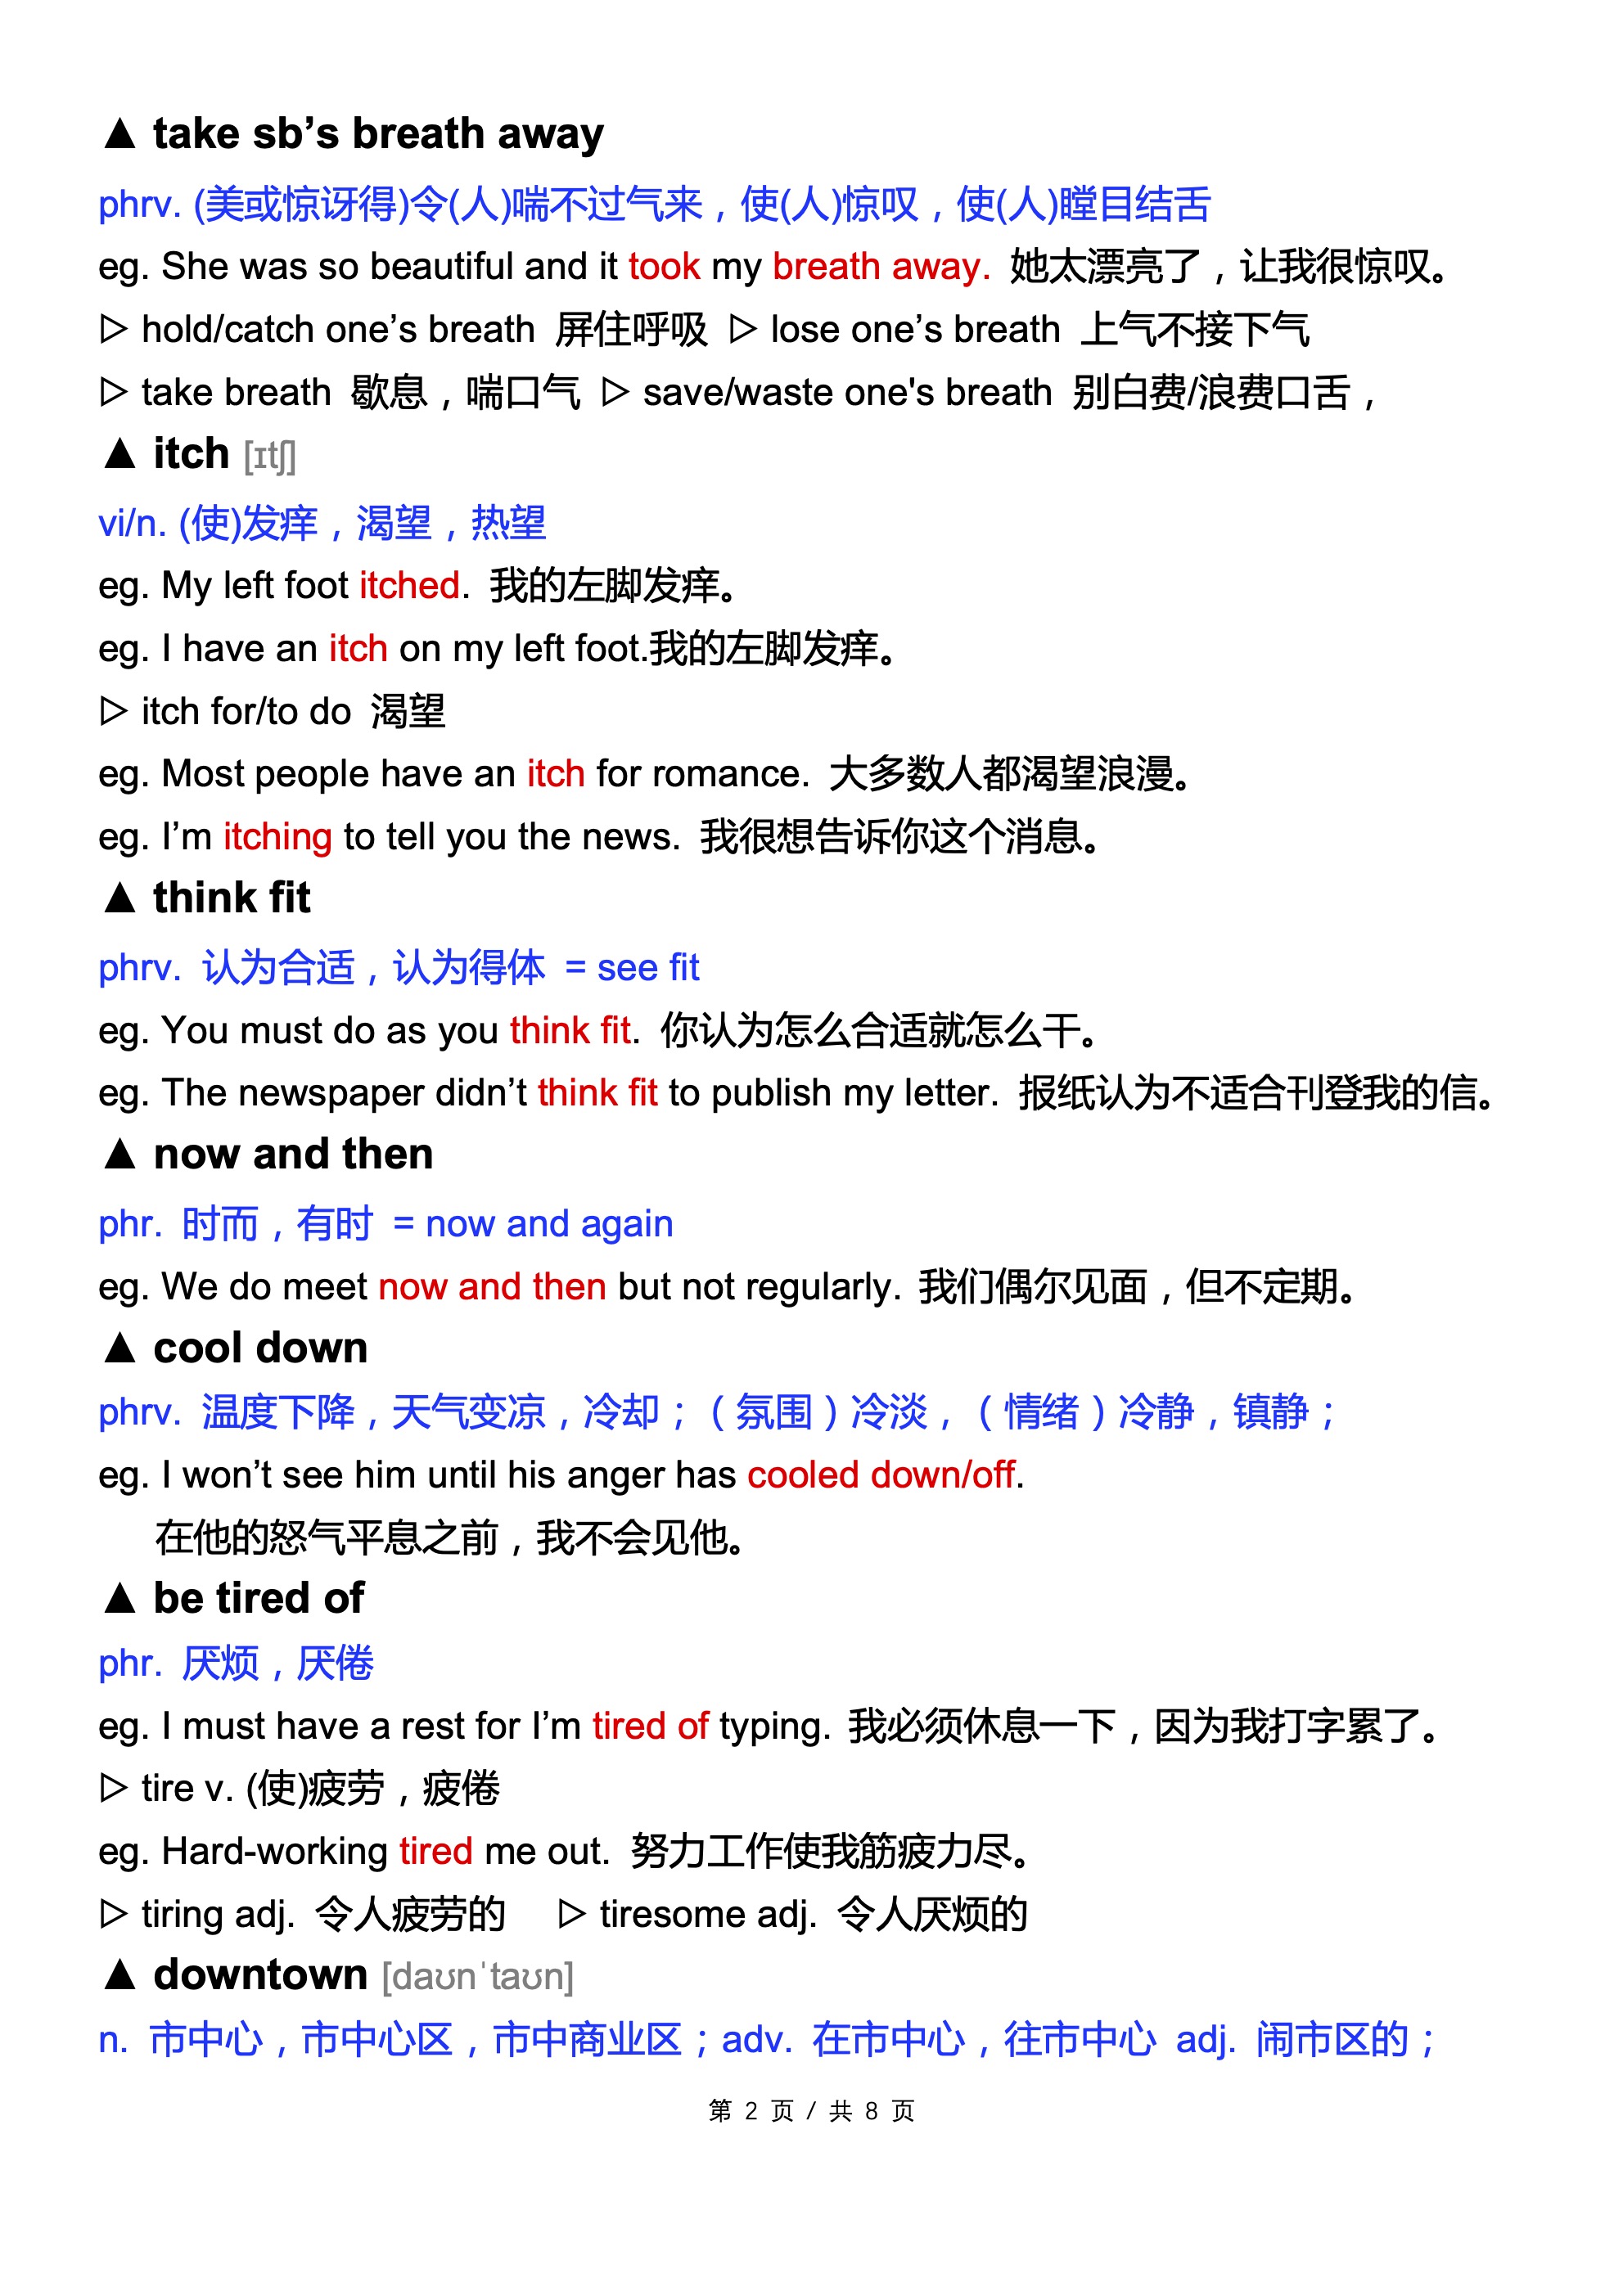 ▲ take sb’s breath away
phrv. (美或惊讶得)令(人)喘不过气来，使(人)惊叹，使(人)瞠目结舌
eg. She was so beautiful and it took my breath away. 她太漂亮了，让我很惊叹。
▷ hold/catch one’s breath 屏住呼吸 ▷ lose one’s breath 上气不接下气
▷ take breath 歇息，喘口气 ▷ save/waste one's breath 别白费/浪费口舌，
▲ itch [ɪtʃ]
vi/n. (使)发痒，渴望，热望
eg. My left foot itched. 我的左脚发痒。
eg. I have an itch on my left foot.我的左脚发痒。
▷ itch for/to do 渴望
eg. Most people have an itch for romance. 大多数人都渴望浪漫。
eg. I’m itching to tell you the news. 我很想告诉你这个消息。
▲ think fit
phrv. 认为合适，认为得体 = see fit
eg. You must do as you think fit. 你认为怎么合适就怎么干。
eg. The newspaper didn’t think fit to publish my letter. 报纸认为不适合刊登我的信。
▲ now and then
phr. 时而，有时 = now and again
eg. We do meet now and then but not regularly. 我们偶尔见面，但不定期。
▲ cool down
phrv. 温度下降，天气变凉，冷却；（氛围）冷淡，（情绪）冷静，镇静；
eg. I won’t see him until his anger has cooled down/off.
在他的怒气平息之前，我不会见他。
▲ be tired of
phr. 厌烦，厌倦
eg. I must have a rest for I’m tired of typing. 我必须休息一下，因为我打字累了。
▷ tire v. (使)疲劳，疲倦
eg. Hard-working tired me out. 努力工作使我筋疲力尽。
▷ tiring adj. 令人疲劳的 ▷ tiresome adj. 令人厌烦的
▲ downtown [daʊnˈtaʊn]
n. 市中心，市中心区，市中商业区；adv. 在市中心，往市中心 adj. 闹市区的；
第 2 页 / 共 8 页